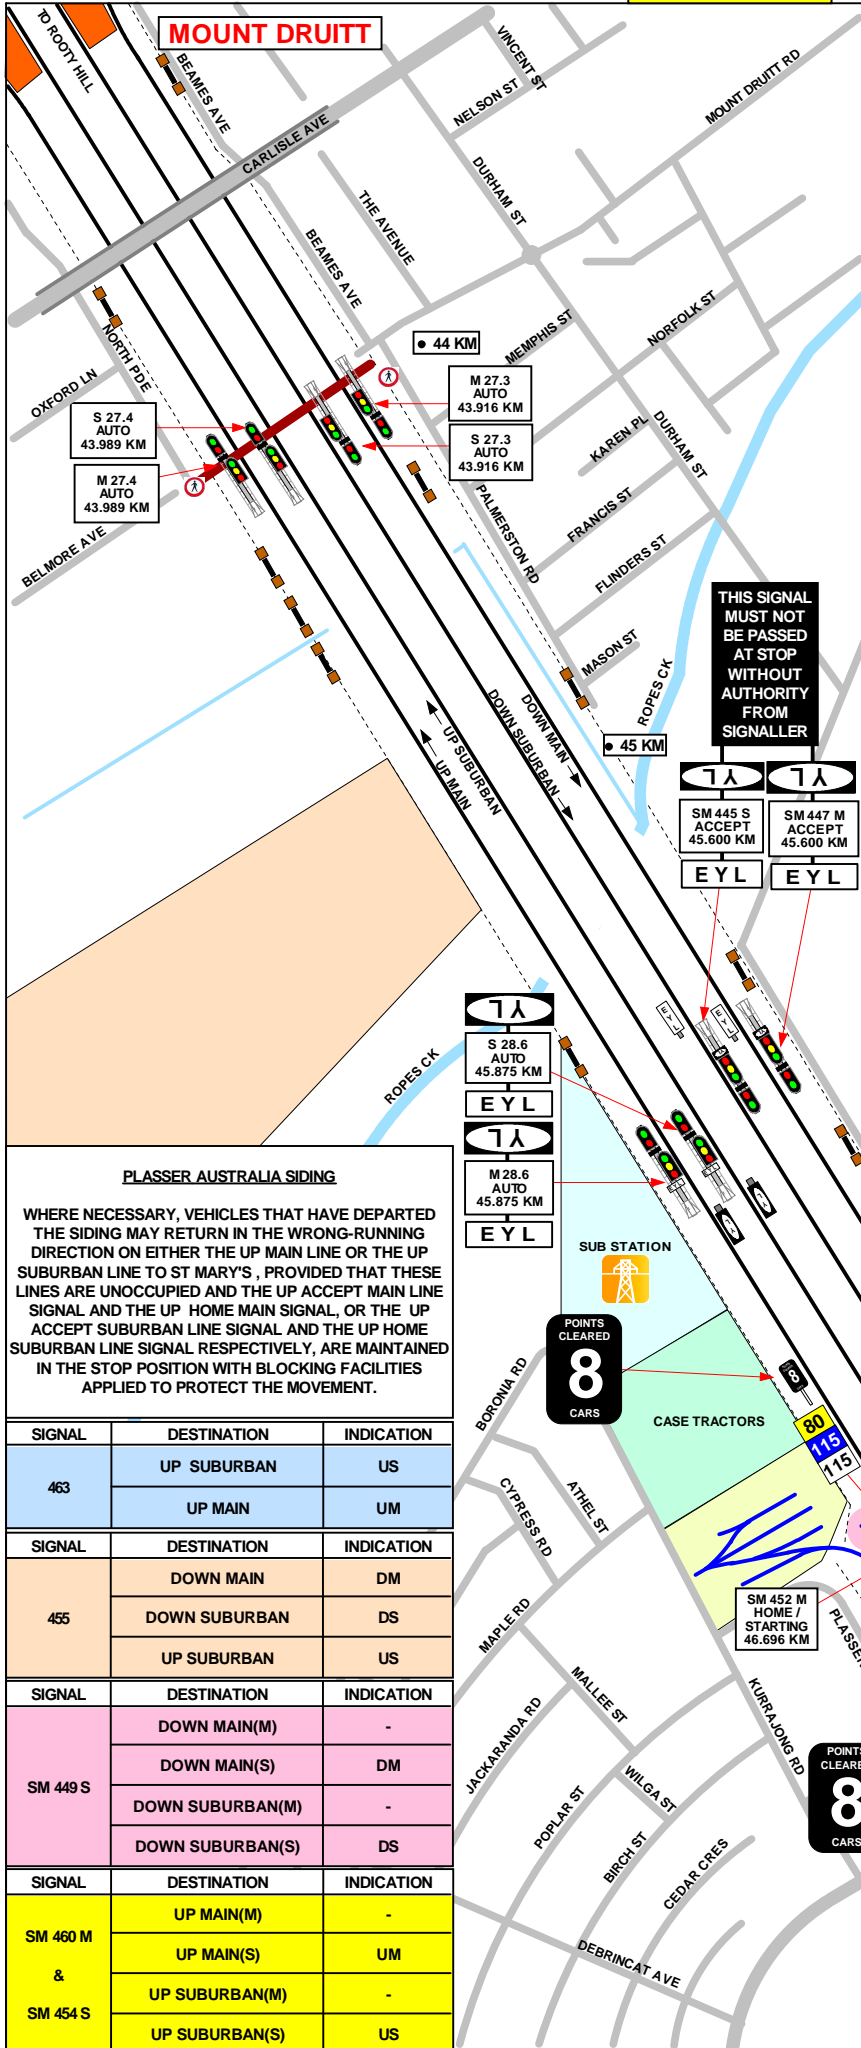 MOUNT DRUITT
TO ROOTY HILL
BEAMES AVE
VINCENT ST
NELSON ST
MOUNT DRUITT RD
CARLISLE AVE
DURHAM ST
THE AVENUE
BEAMES AVE
NORTH PDE
OXFORD LN
44 KM
MEMPHIS ST
NORFOLK ST
M 27.3
AUTO
43.916 KM
S 27.4
AUTO
43.989 KM
S 27.3
AUTO
43.916 KM
M 27.4
AUTO
43.989 KM
KAREN PL
DURHAM ST
BELMORE AVE
PALMERSTON RD
FRANCIS ST
FLINDERS ST
MASON ST
THIS SIGNAL
MUST NOT
BE PASSED
AT STOP
WITHOUT
AUTHORITY
FROM
SIGNALLER
ROPES CK
DOWN MAIN
DOWN SUBURBAN
UP SUBURBAN
UP MAIN
45 KM
YL
YL
SM 445 S
ACCEPT
45.600 KM
SM 447 M
ACCEPT
45.600 KM
E Y L
E Y L
YL
S 28.6
AUTO
45.875 KM
E Y L
E Y L
E Y L
ROPES CK
YL
M 28.6
AUTO
45.875 KM
E Y L
SUB STATION
PLASSER AUSTRALIA SIDING
WHERE NECESSARY, VEHICLES THAT HAVE DEPARTED
THE SIDING MAY RETURN IN THE WRONG-RUNNING
DIRECTION ON EITHER THE UP MAIN LINE OR THE UP
SUBURBAN LINE TO ST MARY'S , PROVIDED THAT THESE
LINES ARE UNOCCUPIED AND THE UP ACCEPT MAIN LINE
SIGNAL AND THE UP HOME MAIN SIGNAL, OR THE UP
ACCEPT SUBURBAN LINE SIGNAL AND THE UP HOME
SUBURBAN LINE SIGNAL RESPECTIVELY, ARE MAINTAINED
IN THE STOP POSITION WITH BLOCKING FACILITIES
APPLIED TO PROTECT THE MOVEMENT.
POINTS
CLEARED
8
CARS
8
BORONIA RD
CASE TRACTORS
80
115
115
SIGNAL DESTINATION INDICATION
463 UP SUBURBAN US
UP MAIN UM
CYPRESS RD
ATHEL ST
SIGNAL DESTINATION INDICATION
455 DOWN MAIN DM
DOWN SUBURBAN DS
UP SUBURBAN US
MAPLE RD
SM 452 M
HOME /
STARTING
46.696 KM
PLASSER
SIGNAL DESTINATION INDICATION
SM 449 S DOWN MAIN(M) -
DOWN MAIN(S) DM
DOWN SUBURBAN(M) -
DOWN SUBURBAN(S) DS
MALLEE ST
JACKARANDA RD
KURRAJONG RD
POPLAR ST
WILGA ST
BIRCH ST
CEDAR CRES
POINTS
CLEARE
8
CARS
SIGNAL DESTINATION INDICATION
SM 460 M
&
SM 454 S
UP MAIN(M) -
UP MAIN(S) UM
UP SUBURBAN(M) -
UP SUBURBAN(S) US
DEBRINCAT AVE